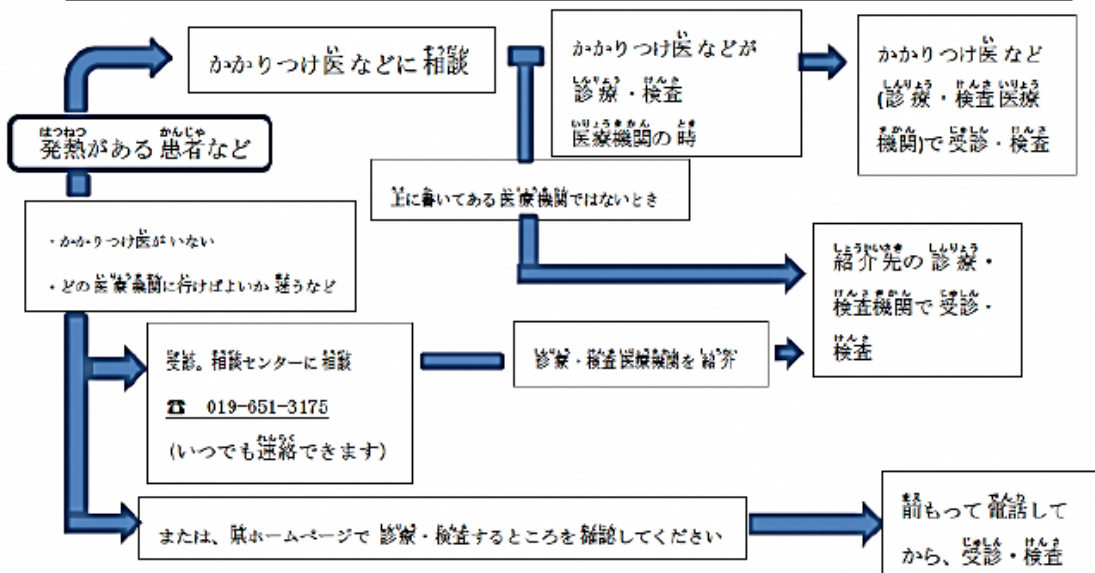 かかりつけ医などに相談
かかりつけ医などが
診療・検査
医療機関の時
かかりつけ医など
(診療・検査医療
機関)で受診・検査
発熱がある患者など
上に書いてある医療機関ではないとき
・かかりつけ医がいない
・どの医療機関に行けばよいか迷うなど
紹介先の診療・
検査機関で受診・
検査
受診。相談センターに相談
☎ 019-651-3175
(いつでも連絡できます)
診療・検査医療機関を紹介
または、県ホームページで診療・検査するところを確認してください
前もって電話して
から、受診・検査